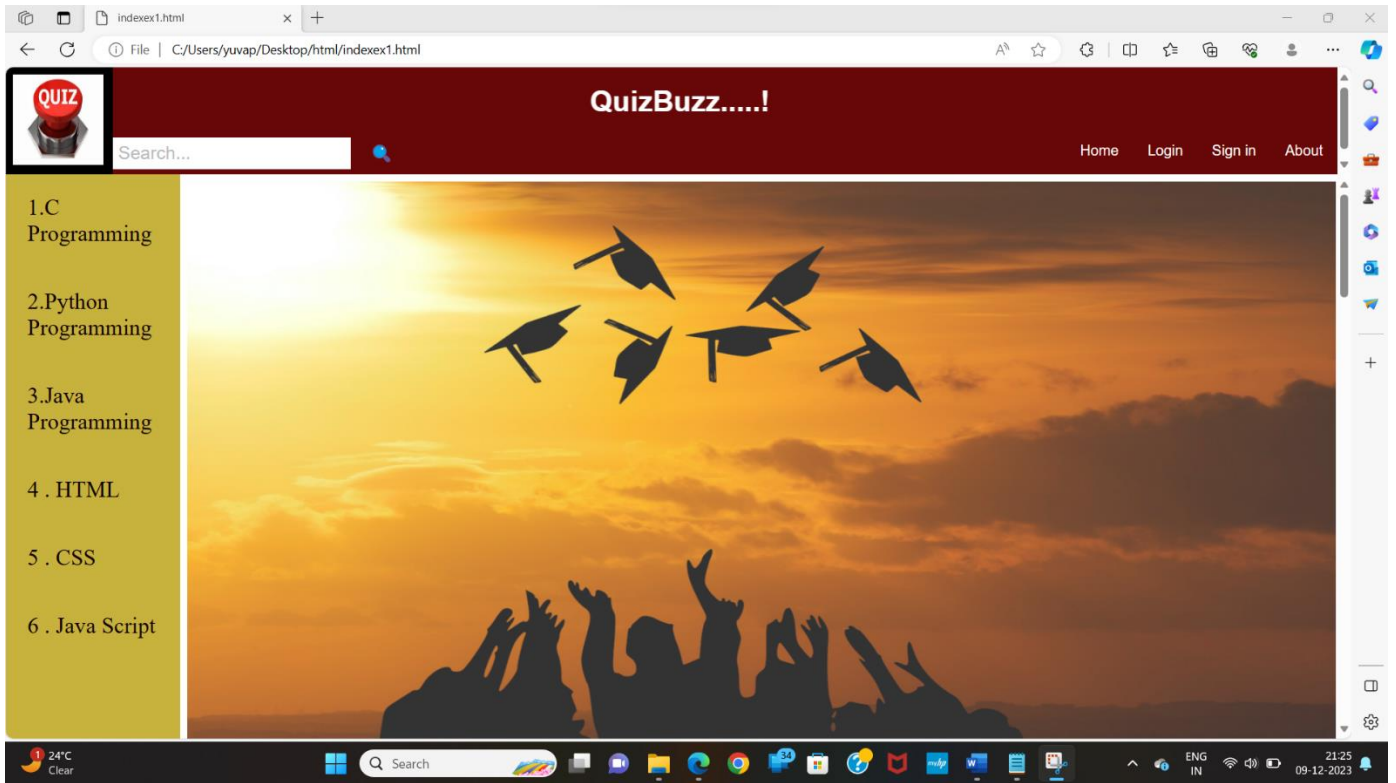 indexex1.html
File | C:/Users/yuvap/Desktop/html/indexex1.html
QUIZ
QuizBuzz.....!
Search...
Home Login Sign in About
1.C
Programming
2.Python
Programming
3.Java
Programming
4 . HTML
5 . CSS
6 . Java Script
1
24°C
Clear
Search
34
ENG
IN
21:25
09-12-2023